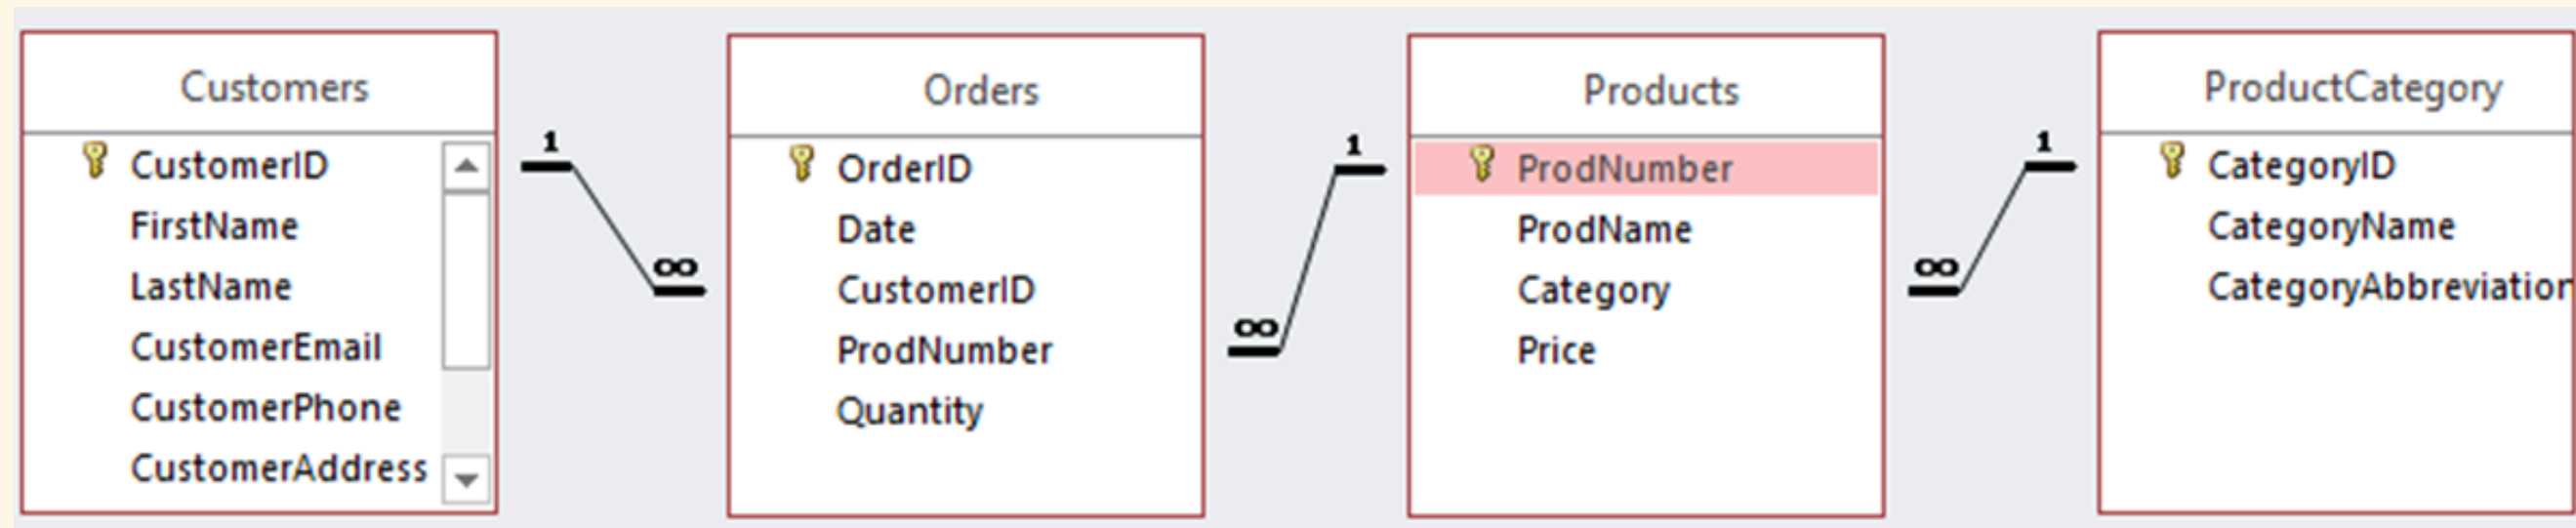 Customers
CustomerID
FirstName
LastName
CustomerEmail
CustomerPhone
CustomerAddress
1
∞
Orders
OrderID
Date
CustomerID
ProdNumber
Quantity
1
∞
Products
ProdNumber
ProdName
Category
Price
1
∞
ProductCategory
CategoryID
CategoryName
CategoryAbbreviation